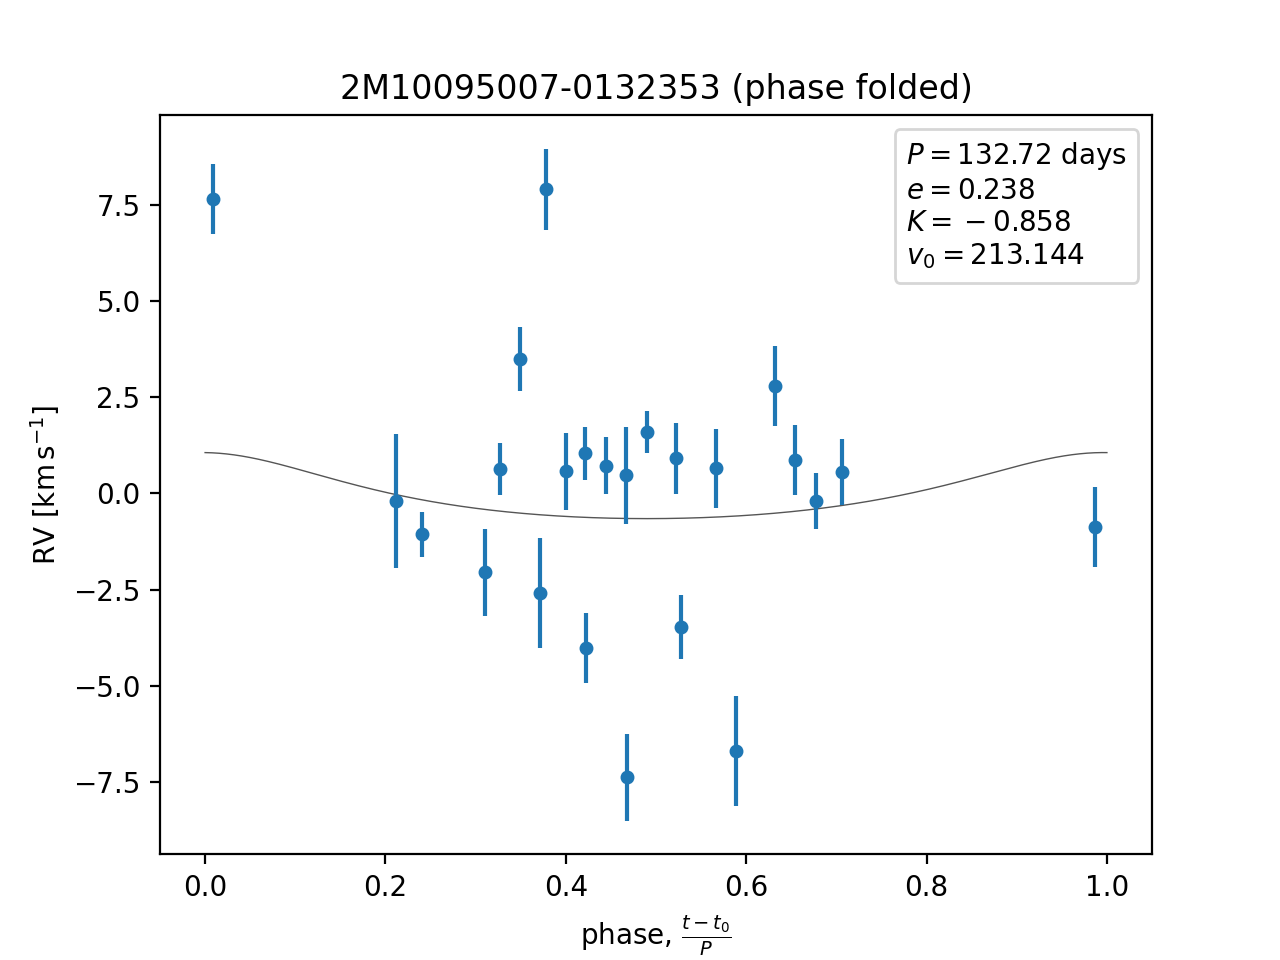 2M10095007-0132353 (phase folded)
P = 132.72 days
e = 0.238
K = −0.858
v₀ = 213.144
7.5
5.0
2.5
0.0
−2.5
−5.0
−7.5
RV [km s⁻¹]
0.0 0.2 0.4 0.6 0.8 1.0
phase, (t − t₀)/P